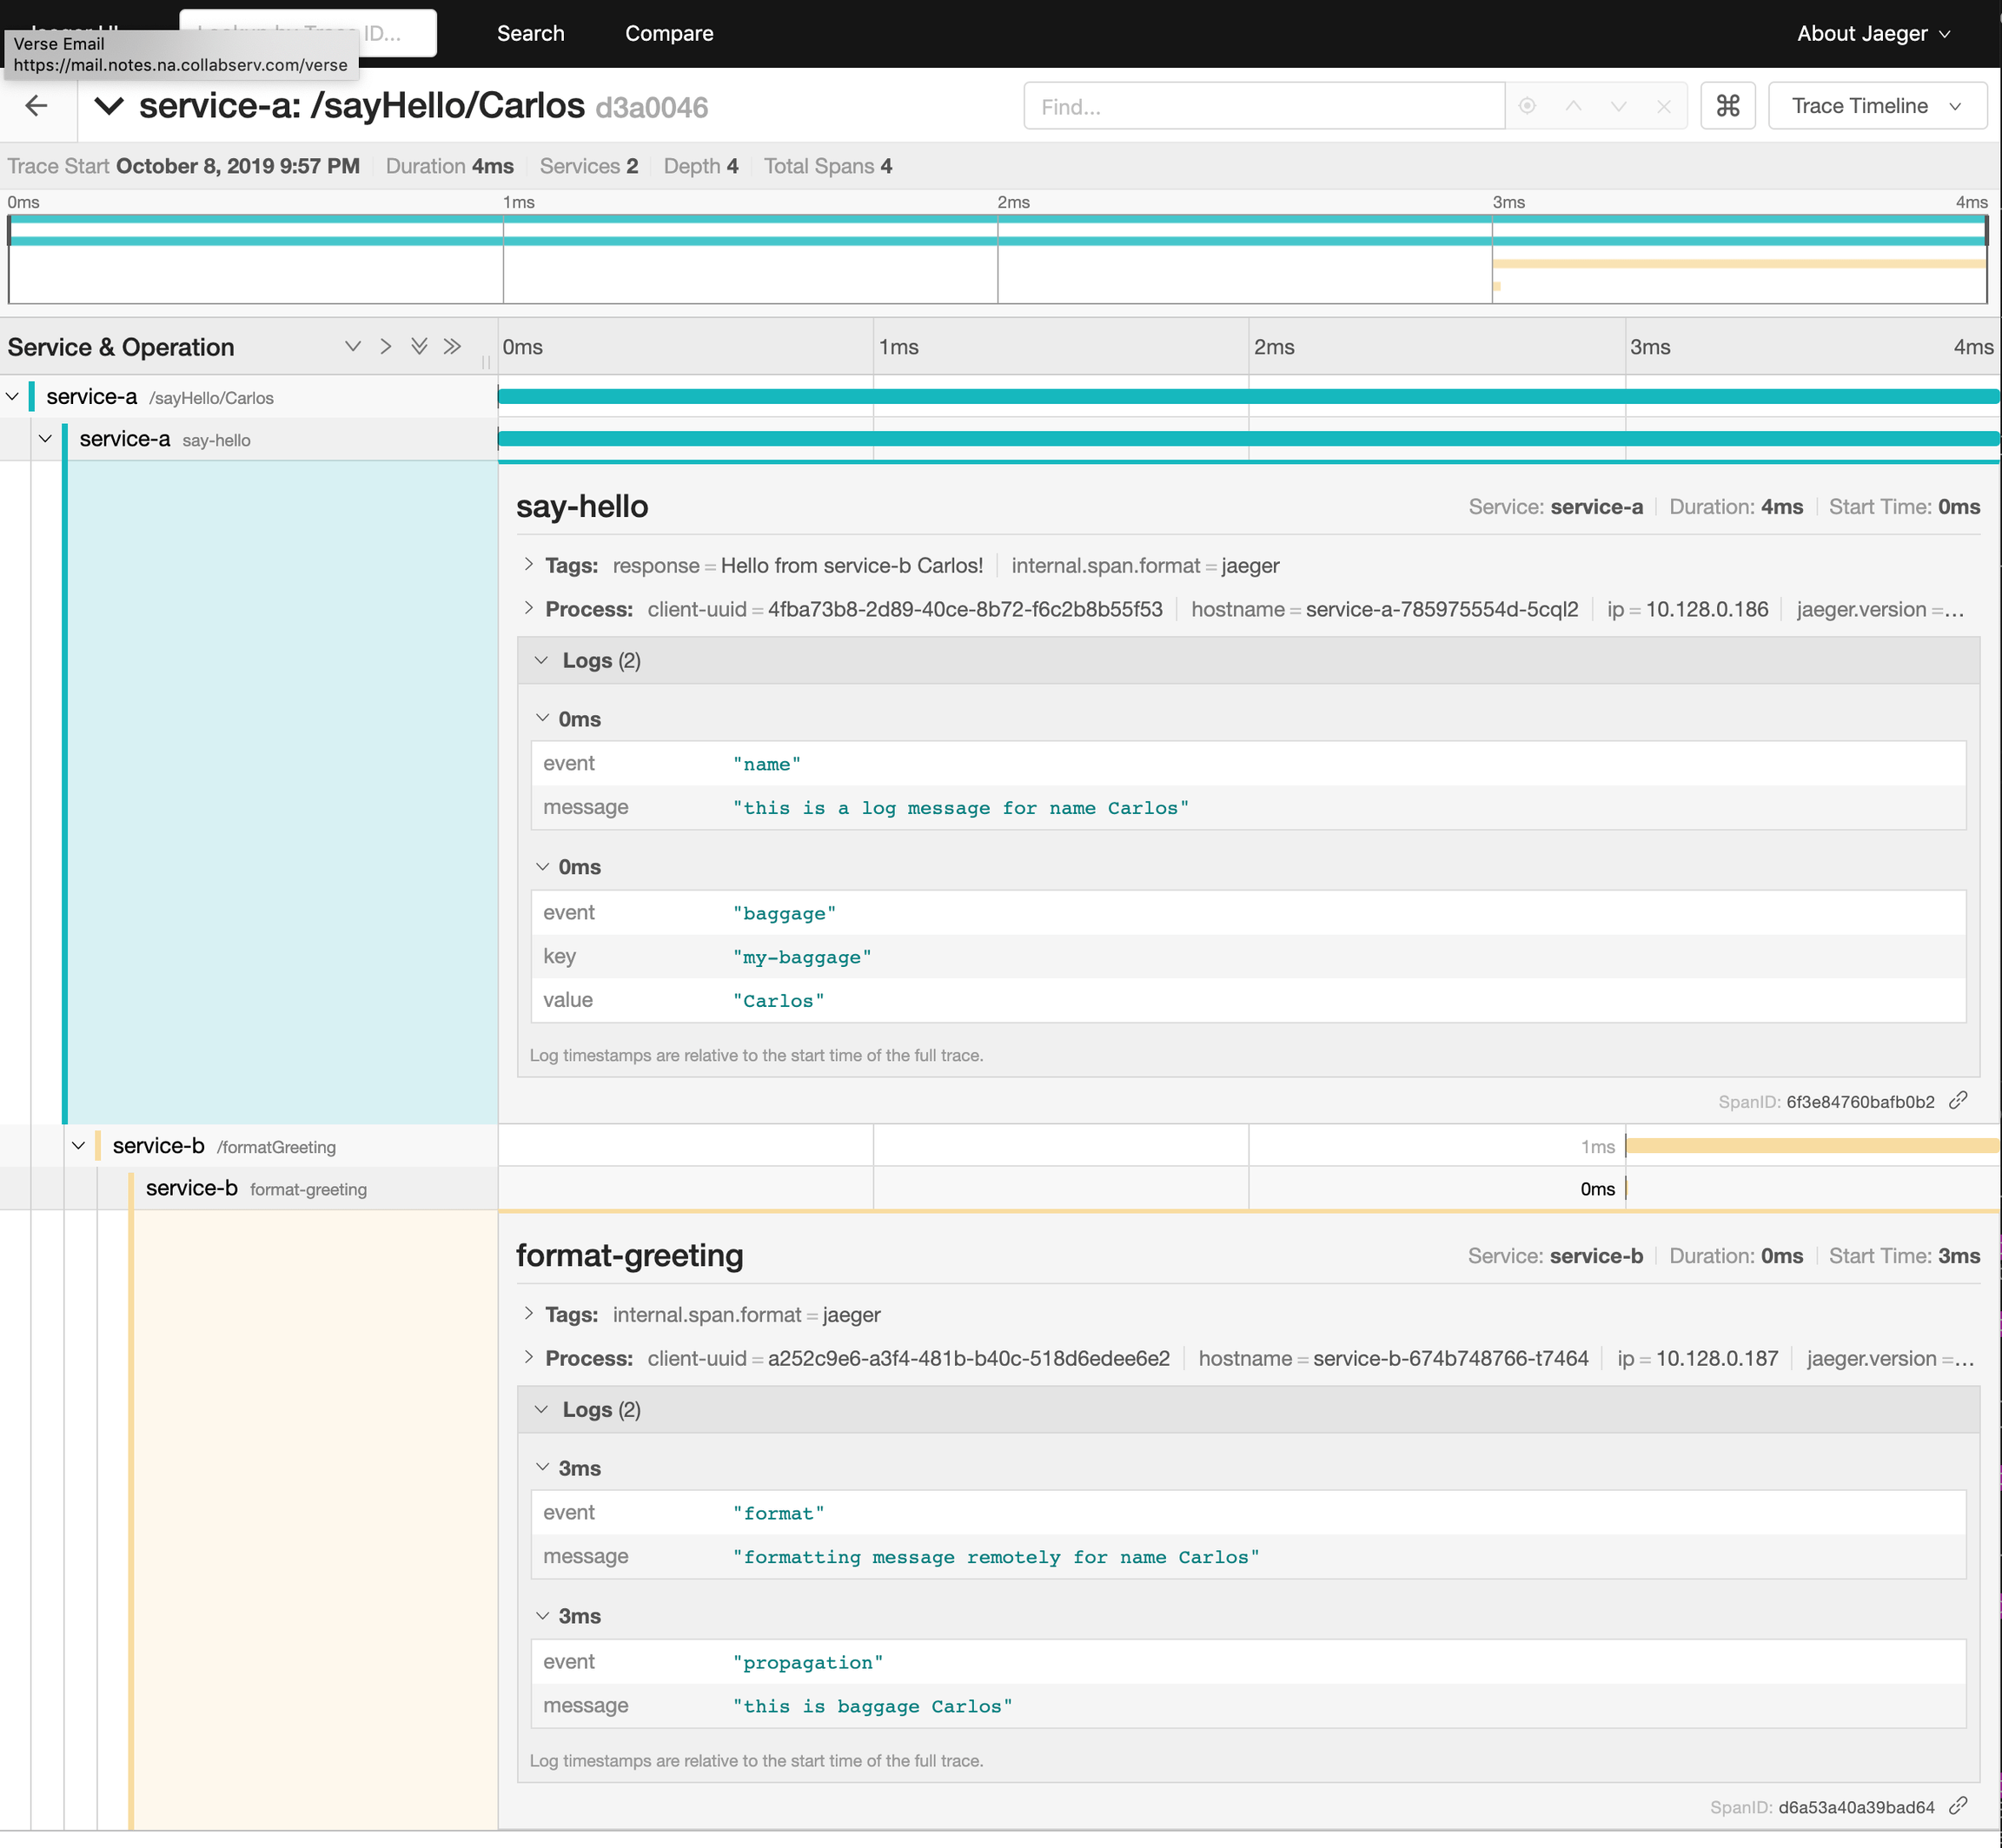 Search Compare About Jaeger
Verse Email
https://mail.notes.na.collabserv.com/verse
ID...
service-a: /sayHello/Carlos d3a0046 Find... ⌘ Trace Timeline
Trace Start October 8, 2019 9:57 PM Duration 4ms Services 2 Depth 4 Total Spans 4
0ms 1ms 2ms 3ms 4ms
Service & Operation 0ms 1ms 2ms 3ms 4ms
service-a /sayHello/Carlos
service-a say-hello
say-hello Service: service-a Duration: 4ms Start Time: 0ms
Tags: response = Hello from service-b Carlos! internal.span.format = jaeger
Process: client-uuid = 4fba73b8-2d89-40ce-8b72-f6c2b8b55f53 hostname = service-a-785975554d-5cql2 ip = 10.128.0.186 jaeger.version =...
Logs (2)
0ms
event "name"
message "this is a log message for name Carlos"
0ms
event "baggage"
key "my-baggage"
value "Carlos"
Log timestamps are relative to the start time of the full trace.
SpanID: 6f3e84760bafb0b2
service-b /formatGreeting 1ms
service-b format-greeting 0ms
format-greeting Service: service-b Duration: 0ms Start Time: 3ms
Tags: internal.span.format = jaeger
Process: client-uuid = a252c9e6-a3f4-481b-b40c-518d6edee6e2 hostname = service-b-674b748766-t7464 ip = 10.128.0.187 jaeger.version =...
Logs (2)
3ms
event "format"
message "formatting message remotely for name Carlos"
3ms
event "propagation"
message "this is baggage Carlos"
Log timestamps are relative to the start time of the full trace.
SpanID: d6a53a40a39bad64